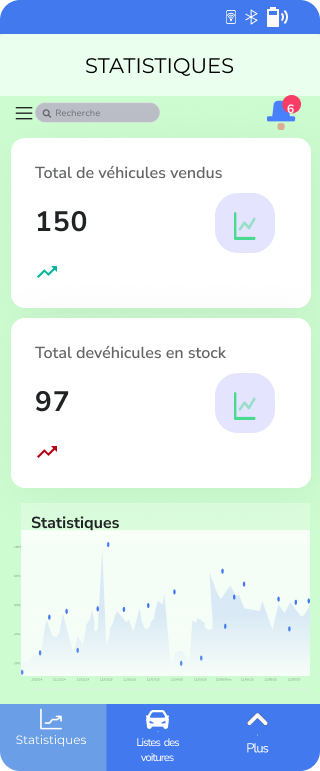 STATISTIQUES
Recherche
6
Total de véhicules vendus
150
Total devéhicules en stock
97
Statistiques
Statistiques
Listes des
voitures
Plus